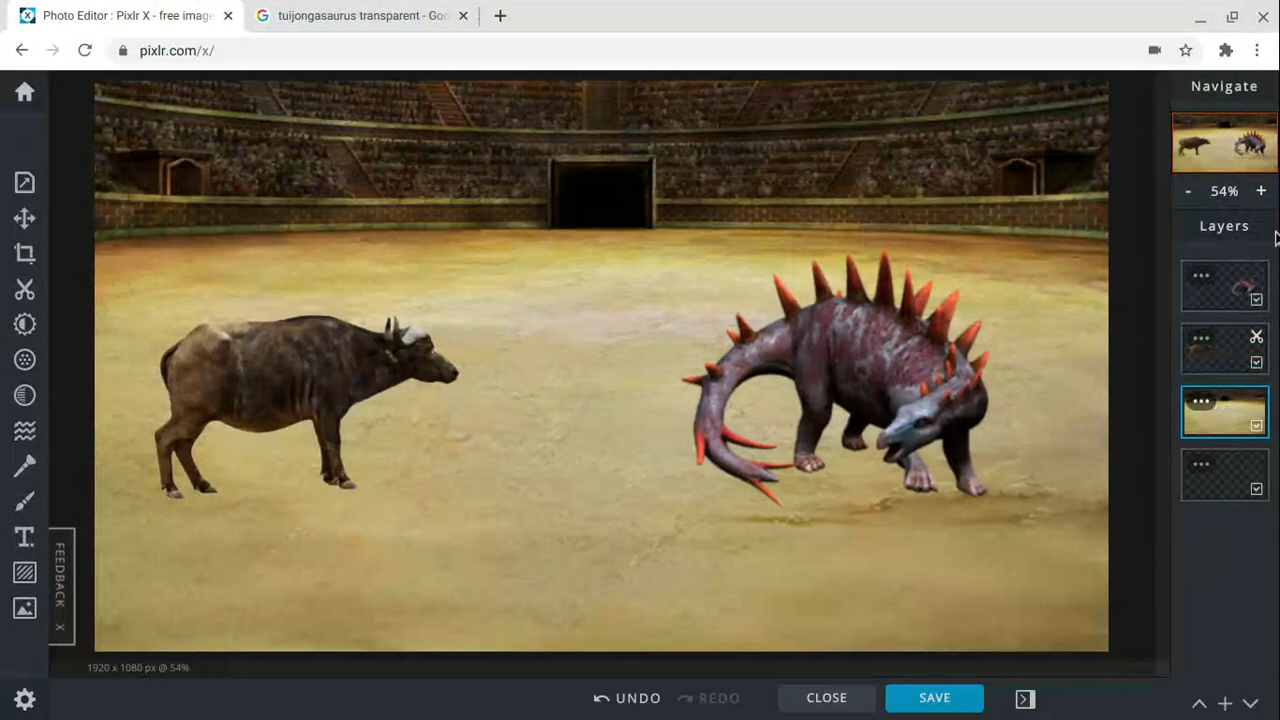 Photo Editor : Pixlr X - free image
tuijongasaurus transparent - Goo
pixlr.com/x/
Navigate
- 54% +
Layers
FEEDBACK X
T.
1920 x 1080 px @ 54%
UNDO
REDO
CLOSE
SAVE